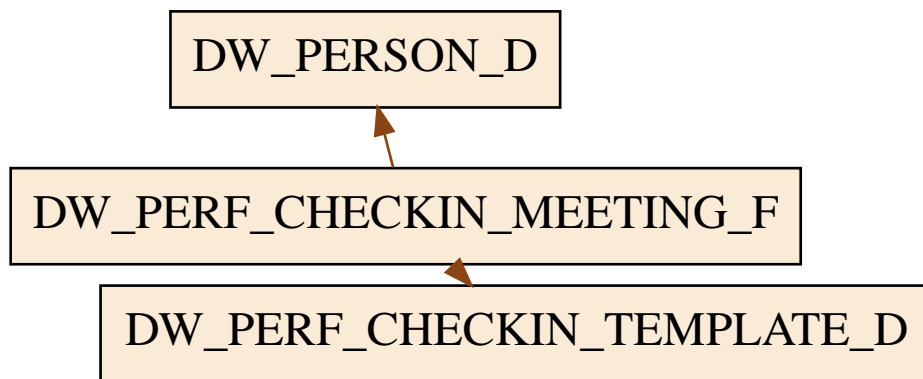 DW_PERSON_D
DW_PERF_CHECKIN_MEETING_F
DW_PERF_CHECKIN_TEMPLATE_D